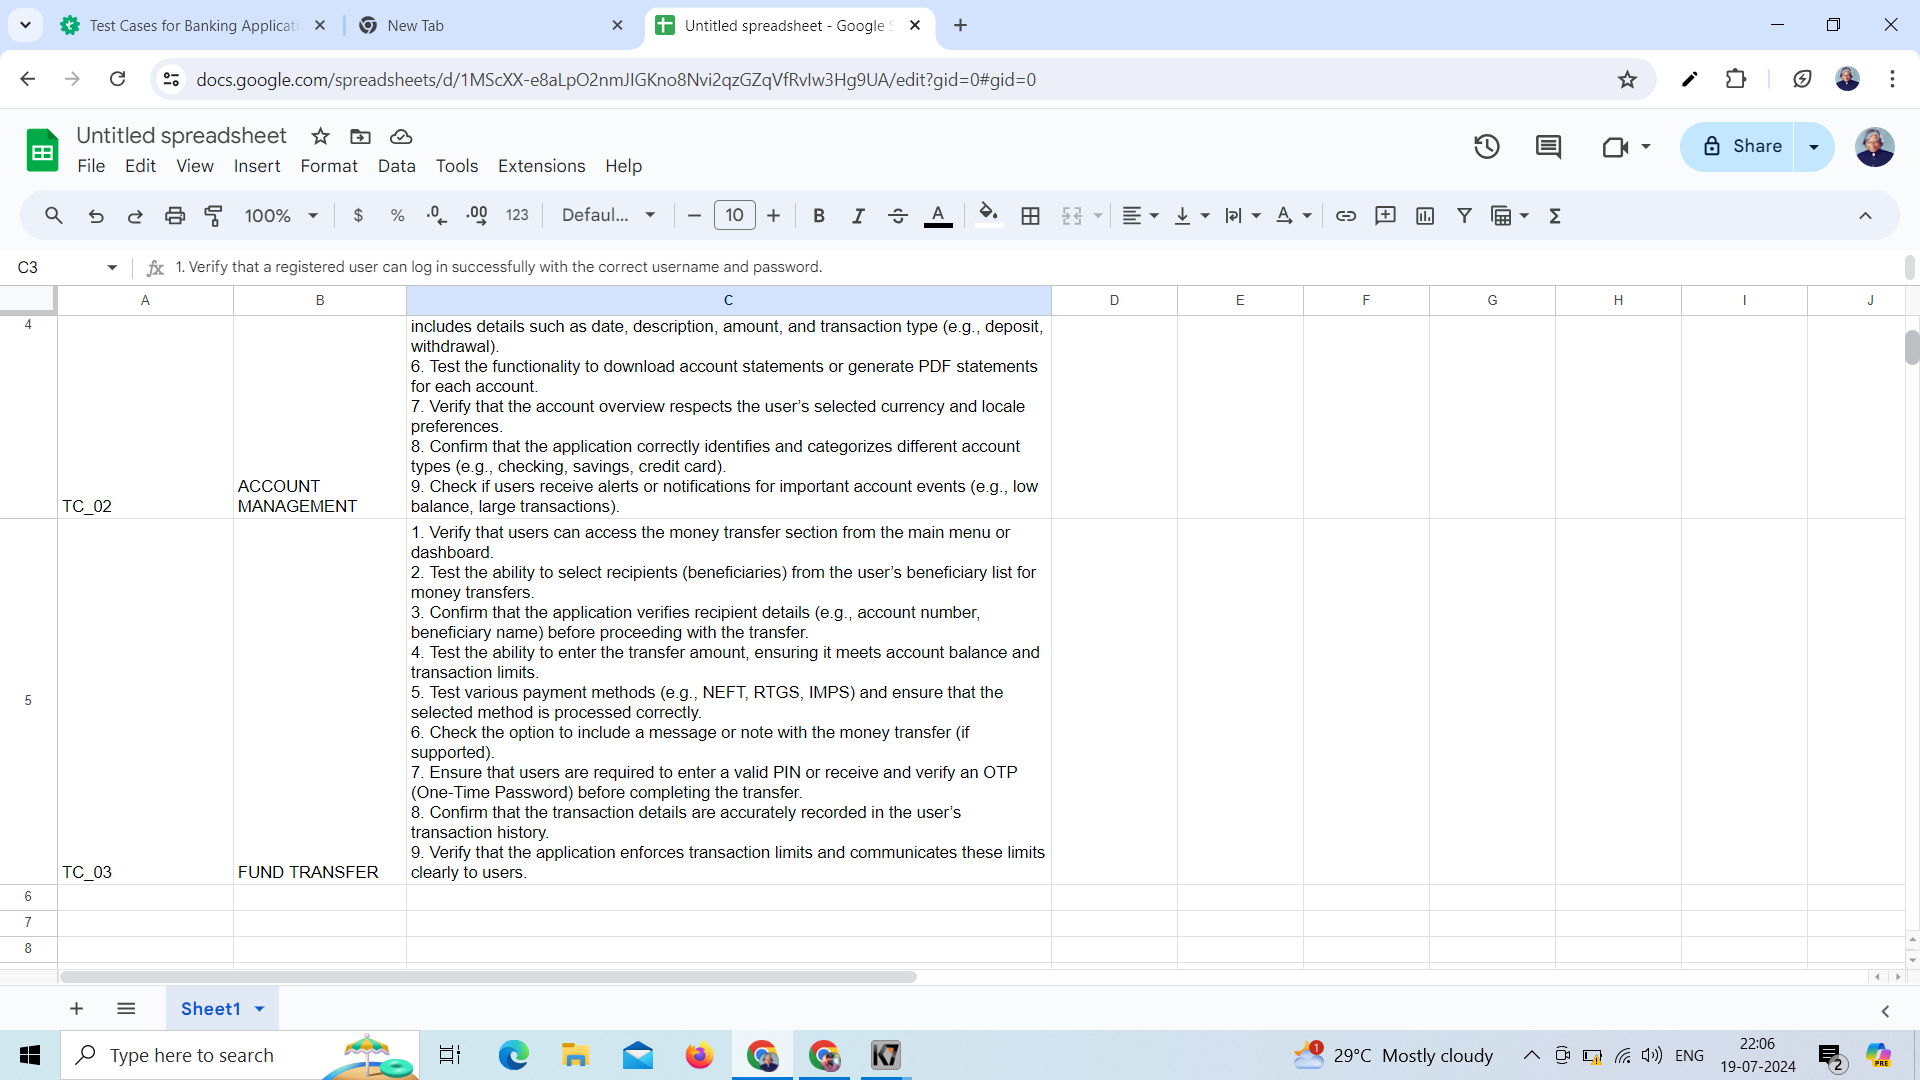 Test Cases for Banking Applicati
New Tab
Untitled spreadsheet - Google S
docs.google.com/spreadsheets/d/1MScXX-e8aLpO2nmJIGKno8Nvi2qzGZqVfRvIw3Hg9UA/edit?gid=0#gid=0
Untitled spreadsheet
File Edit View Insert Format Data Tools Extensions Help
Share
100% $ % .0 .00 123 Defaul... 10 B I S A
C3 fx 1. Verify that a registered user can log in successfully with the correct username and password.
A B C D E F G H I J
4
includes details such as date, description, amount, and transaction type (e.g., deposit,
withdrawal).
6. Test the functionality to download account statements or generate PDF statements
for each account.
7. Verify that the account overview respects the user’s selected currency and locale
preferences.
8. Confirm that the application correctly identifies and categorizes different account
types (e.g., checking, savings, credit card).
9. Check if users receive alerts or notifications for important account events (e.g., low
balance, large transactions).
ACCOUNT
MANAGEMENT
TC_02
1. Verify that users can access the money transfer section from the main menu or
dashboard.
2. Test the ability to select recipients (beneficiaries) from the user’s beneficiary list for
money transfers.
3. Confirm that the application verifies recipient details (e.g., account number,
beneficiary name) before proceeding with the transfer.
4. Test the ability to enter the transfer amount, ensuring it meets account balance and
transaction limits.
5. Test various payment methods (e.g., NEFT, RTGS, IMPS) and ensure that the
selected method is processed correctly.
6. Check the option to include a message or note with the money transfer (if
supported).
7. Ensure that users are required to enter a valid PIN or receive and verify an OTP
(One-Time Password) before completing the transfer.
8. Confirm that the transaction details are accurately recorded in the user’s
transaction history.
9. Verify that the application enforces transaction limits and communicates these limits
clearly to users.
5
TC_03
FUND TRANSFER
6
7
8
Sheet1
Type here to search
1
29°C Mostly cloudy
ENG
22:06
19-07-2024
2
PRE